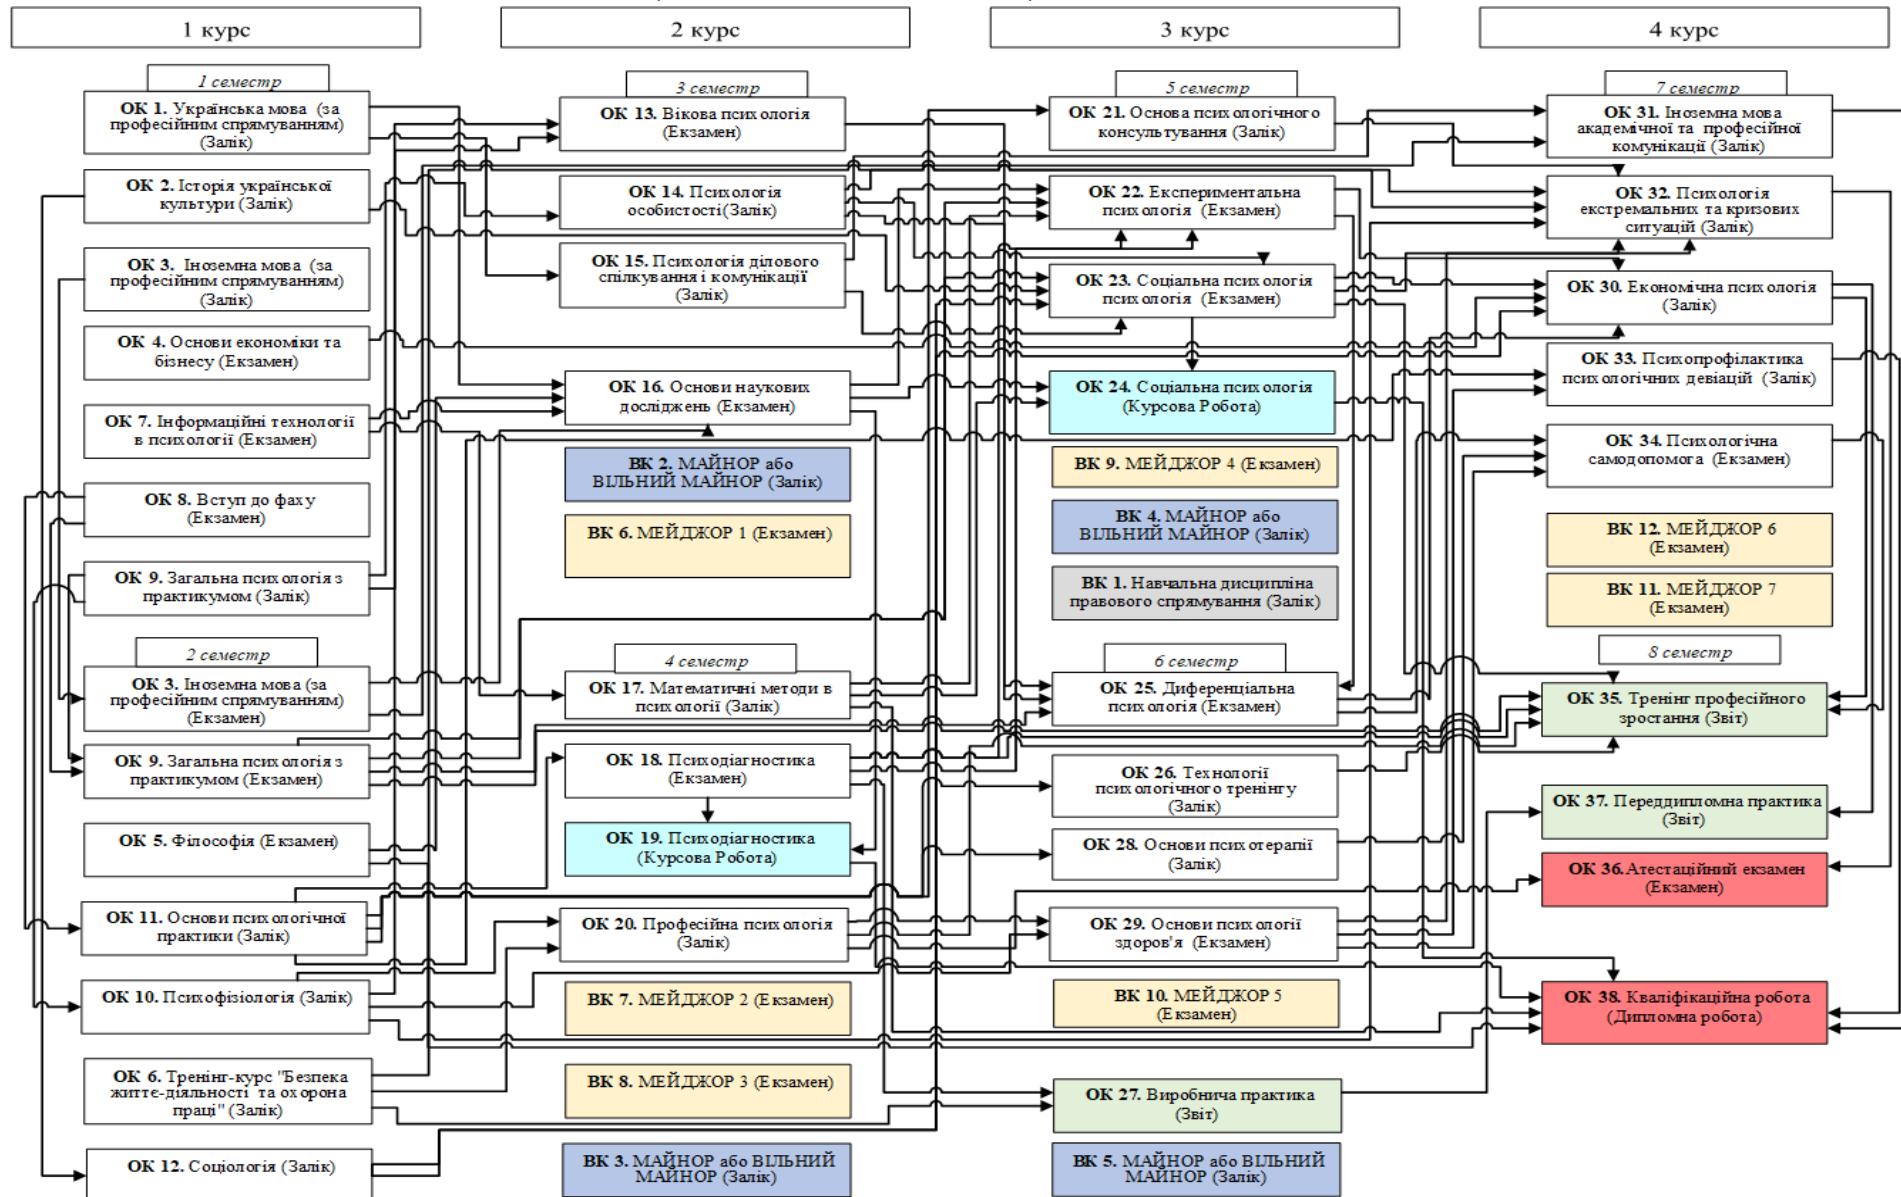 1 курс
2 курс
3 курс
4 курс
1 семестр
ОК 1. Українська мова (за
професійним спрямуванням)
(Залік)
ОК 2. Історія української
культури (Залік)
ОК 3. Іноземна мова (за
професійним спрямуванням)
(Залік)
ОК 4. Основи економіки та
бізнесу (Екзамен)
ОК 7. Інформаційні технології
в психології (Екзамен)
ОК 8. Вступ до фаху
(Екзамен)
ОК 9. Загальна психологія з
практикумом (Залік)
2 семестр
ОК 3. Іноземна мова (за
професійним спрямуванням)
(Екзамен)
ОК 9. Загальна психологія з
практикумом (Екзамен)
ОК 5. Філософія (Екзамен)
ОК 11. Основи психологічної
практики (Залік)
ОК 10. Психофізіологія (Залік)
ОК 6. Тренінг-курс "Безпека
життє-діяльності та охорона
праці" (Залік)
ОК 12. Соціологія (Залік)
3 семестр
ОК 13. Вікова психологія
(Екзамен)
ОК 14. Психологія
особистості(Залік)
ОК 15. Психологія ділового
спілкування і комунікації
(Залік)
ОК 16. Основи наукових
досліджень (Екзамен)
ВК 2. МАЙНОР або
ВІЛЬНИЙ МАЙНОР (Залік)
ВК 6. МЕЙДЖОР 1 (Екзамен)
4 семестр
ОК 17. Математичні методи в
психології (Залік)
ОК 18. Психодіагностика
(Екзамен)
ОК 19. Психодіагностика
(Курсова Робота)
ОК 20. Професійна психологія
(Залік)
ВК 7. МЕЙДЖОР 2 (Екзамен)
ВК 8. МЕЙДЖОР 3 (Екзамен)
ВК 3. МАЙНОР або ВІЛЬНИЙ
МАЙНОР (Залік)
5 семестр
ОК 21. Основа психологічного
консультування (Залік)
ОК 22. Експериментальна
психологія (Екзамен)
ОК 23. Соціальна психологія
психологія (Екзамен)
ОК 24. Соціальна психологія
(Курсова Робота)
ВК 9. МЕЙДЖОР 4 (Екзамен)
ВК 4. МАЙНОР або
ВІЛЬНИЙ МАЙНОР (Залік)
ВК 1. Навчальна дисципліна
правового спрямування (Залік)
6 семестр
ОК 25. Диференціальна
психологія (Екзамен)
ОК 26. Технології
психологічного тренінгу
(Залік)
ОК 28. Основи психотерапії
(Залік)
ОК 29. Основи психології
здоров'я (Екзамен)
ВК 10. МЕЙДЖОР 5
(Екзамен)
ОК 27. Виробнича практика
(Звіт)
ВК 5. МАЙНОР або ВІЛЬНИЙ
МАЙНОР (Залік)
7 семестр
ОК 31. Іноземна мова
академічної та професійної
комунікації (Залік)
ОК 32. Психологія
екстремальних та кризових
ситуацій (Залік)
ОК 30. Економічна психологія
(Залік)
ОК 33. Психопрофілактика
психологічних девіацій (Залік)
ОК 34. Психологічна
самодопомога (Екзамен)
ВК 12. МЕЙДЖОР 6
(Екзамен)
ВК 11. МЕЙДЖОР 7
(Екзамен)
8 семестр
ОК 35. Тренінг професійного
зростання (Звіт)
ОК 37. Переддипломна практика
(Звіт)
ОК 36.Атестаційний екзамен
(Екзамен)
ОК 38. Кваліфікаційна робота
(Дипломна робота)